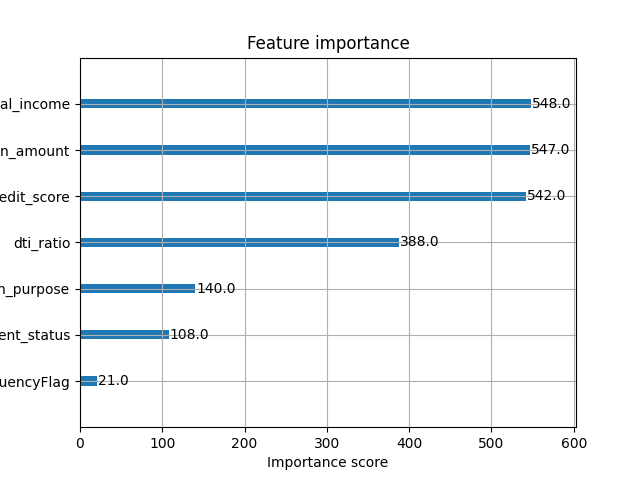 Feature importance
al_income 548.0
n_amount 547.0
edit_score 542.0
dti_ratio 388.0
n_purpose 140.0
ent_status 108.0
uencyFlag 21.0
0 100 200 300 400 500 600
Importance score